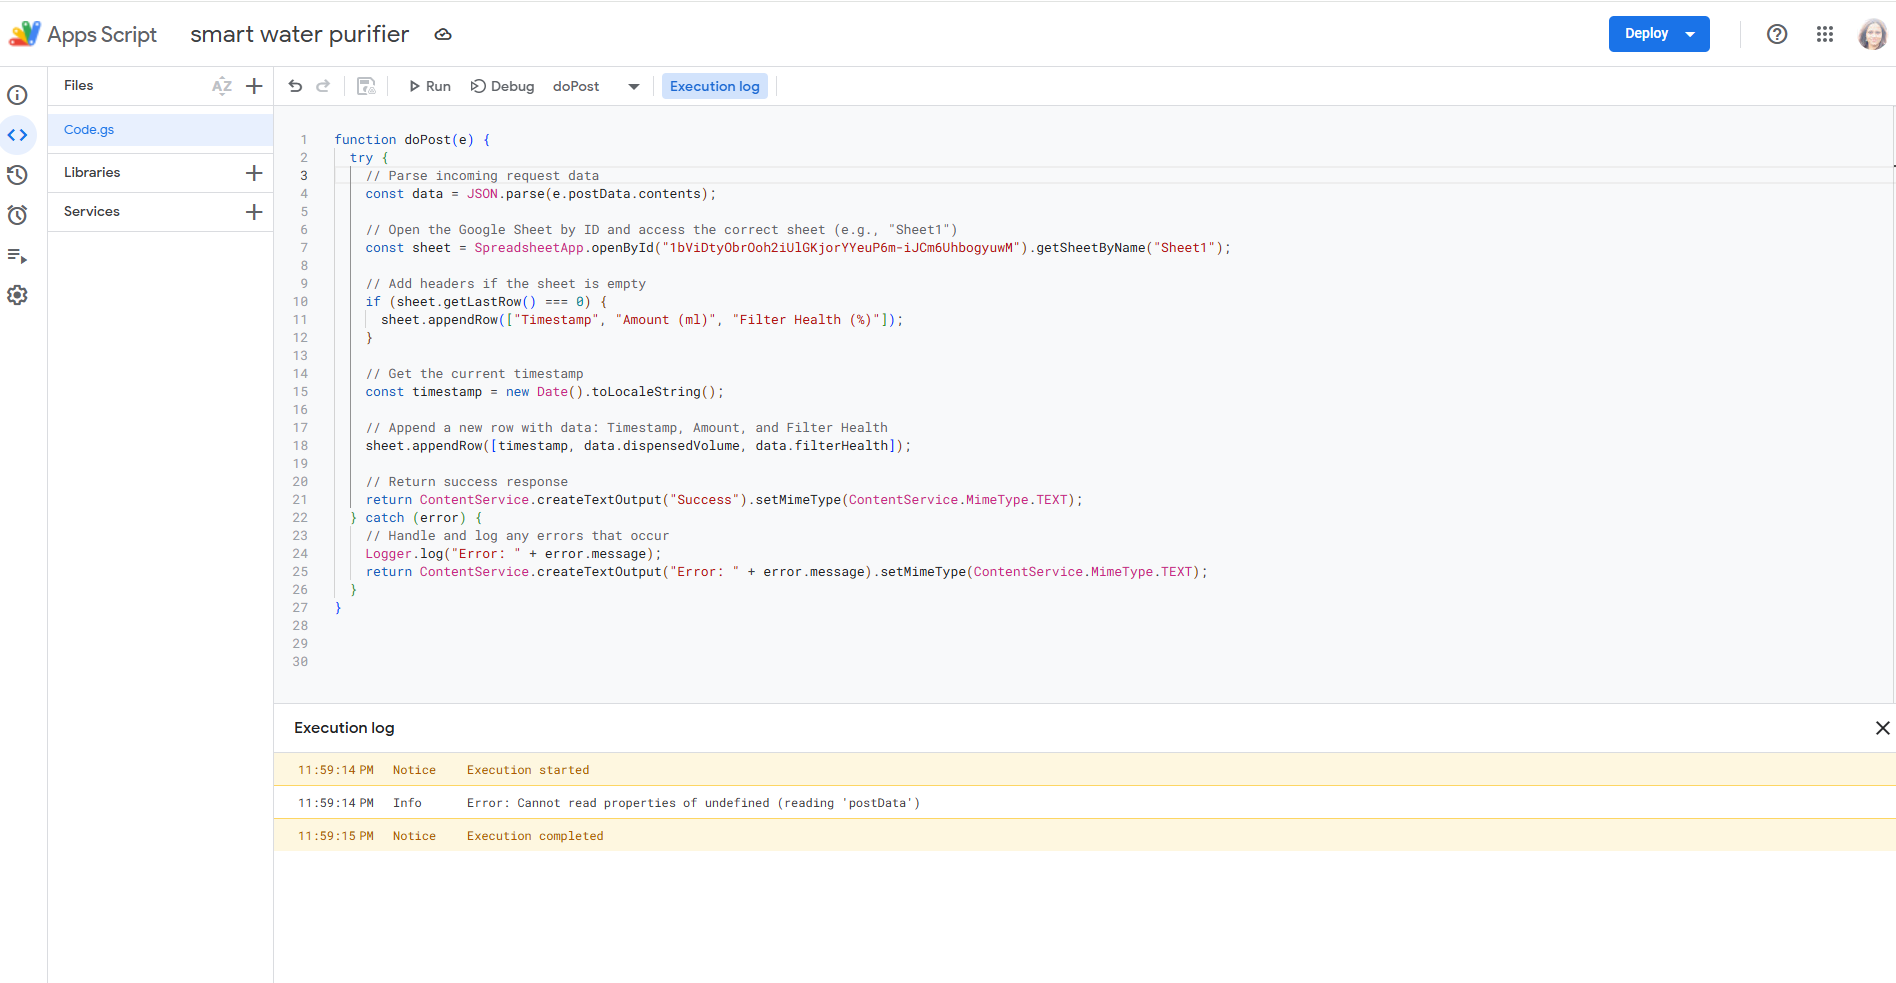 Apps Script
smart water purifier
Deploy
Files
AZ
Code.gs
Libraries
Services
Run
Debug
doPost
Execution log
1 function doPost(e) {
2 try {
3 // Parse incoming request data
4 const data = JSON.parse(e.postData.contents);
5
6 // Open the Google Sheet by ID and access the correct sheet (e.g., "Sheet1")
7 const sheet = SpreadsheetApp.openById("1bViDtyObrOoh2iUlGKjorYYeuP6m-iJCm6UhbogyuwM").getSheetByName("Sheet1");
8
9 // Add headers if the sheet is empty
10 if (sheet.getLastRow() === 0) {
11 sheet.appendRow(["Timestamp", "Amount (ml)", "Filter Health (%)"]);
12 }
13
14 // Get the current timestamp
15 const timestamp = new Date().toLocaleString();
16
17 // Append a new row with data: Timestamp, Amount, and Filter Health
18 sheet.appendRow([timestamp, data.dispensedVolume, data.filterHealth]);
19
20 // Return success response
21 return ContentService.createTextOutput("Success").setMimeType(ContentService.MimeType.TEXT);
22 } catch (error) {
23 // Handle and log any errors that occur
24 Logger.log("Error: " + error.message);
25 return ContentService.createTextOutput("Error: " + error.message).setMimeType(ContentService.MimeType.TEXT);
26 }
27 }
28
29
30
Execution log
11:59:14 PM Notice Execution started
11:59:14 PM Info Error: Cannot read properties of undefined (reading 'postData')
11:59:15 PM Notice Execution completed